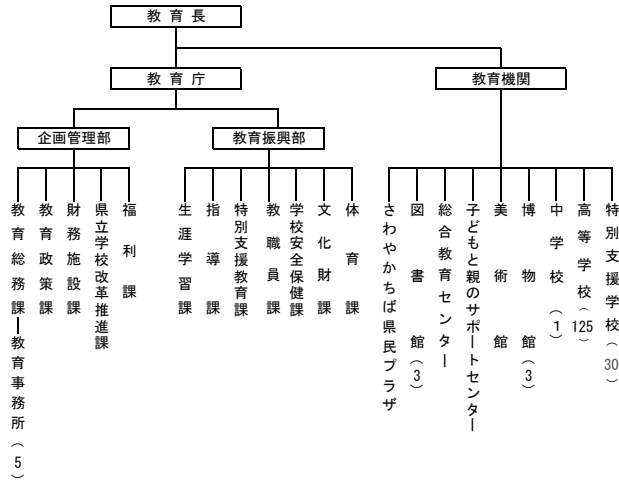 教育長
教育庁
教育機関
企画管理部
教育振興部
教育総務課
教育事務所(5)
教育政策課
財務施設課
県立学校改革推進課
福利課
生涯学習課
指導課
特別支援教育課
教職員課
学校安全保健課
文化財課
体育課
さわやかちば県民プラザ
図書館(3)
総合教育センター
子どもと親のサポートセンター
美術館
博物館(3)
中学校(1)
高等学校(125)
特別支援学校(30)